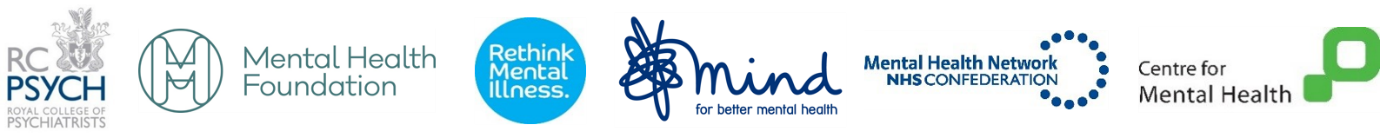 RC
PSYCH
ROYAL COLLEGE OF
PSYCHIATRISTS
Mental Health
Foundation
Rethink
Mental
Illness.
mind
for better mental health
Mental Health Network
NHS CONFEDERATION
Centre for
Mental Health